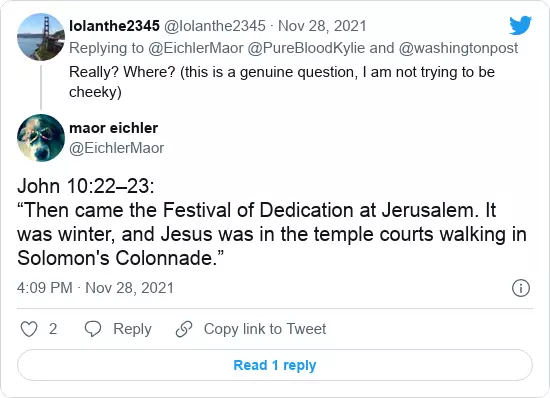 Iolanthe2345 @Iolanthe2345 · Nov 28, 2021
Replying to @EichlerMaor @PureBloodKylie and @washingtonpost
Really? Where? (this is a genuine question, I am not trying to be
cheeky)
maor eichler
@EichlerMaor
John 10:22–23:
“Then came the Festival of Dedication at Jerusalem. It
was winter, and Jesus was in the temple courts walking in
Solomon's Colonnade.”
4:09 PM · Nov 28, 2021
2 Reply Copy link to Tweet
Read 1 reply